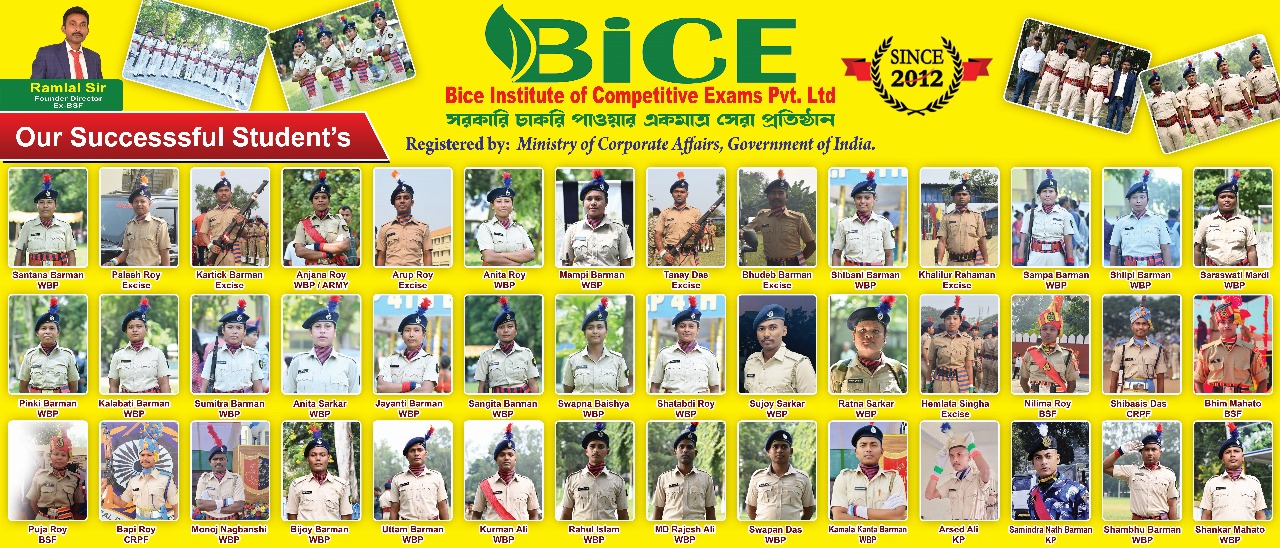 BiCE
Bice Institute of Competitive Exams Pvt. Ltd
সরকারি চাকরি পাওয়ার একমাত্র সেরা প্রতিষ্ঠান
Registered by: Ministry of Corporate Affairs, Government of India.
SINCE
2012
Ramlal Sir
Founder Director
Ex-BSF
Our Successsful Student's
Santana Barman
WBP
Palash Roy
Excise
Kartick Barman
Excise
Anjana Roy
WBP / ARMY
Arup Roy
Excise
Anita Roy
WBP
Mampi Barman
WBP
Tanay Das
Excise
Bhudeb Barman
Excise
Shibani Barman
WBP
Khalilur Rahaman
Excise
Sampa Barman
WBP
Shilpi Barman
WBP
Saraswati Mardi
WBP
Pinki Barman
WBP
Kalabati Barman
WBP
Sumitra Barman
WBP
Anita Sarkar
WBP
Jayanti Barman
WBP
Sangita Barman
WBP
Swapna Baishya
WBP
Shatabdi Roy
WBP
Sujoy Sarkar
WBP
Ratna Sarkar
WBP
Hemlata Singha
Excise
Nilima Roy
BSF
Shibasis Das
CRPF
Bhim Mahato
BSF
Puja Roy
BSF
Bapi Roy
CRPF
Monoj Nagbanshi
WBP
Bijoy Barman
WBP
Uttam Barman
WBP
Kurman Ali
WBP
Rahul Islam
WBP
MD Rajesh Ali
WBP
Swapan Das
WBP
Kamala Kanta Barman
WBP
Arsed Ali
KP
Samindra Nath Barman
KP
Shambhu Barman
WBP
Shankar Mahato
WBP